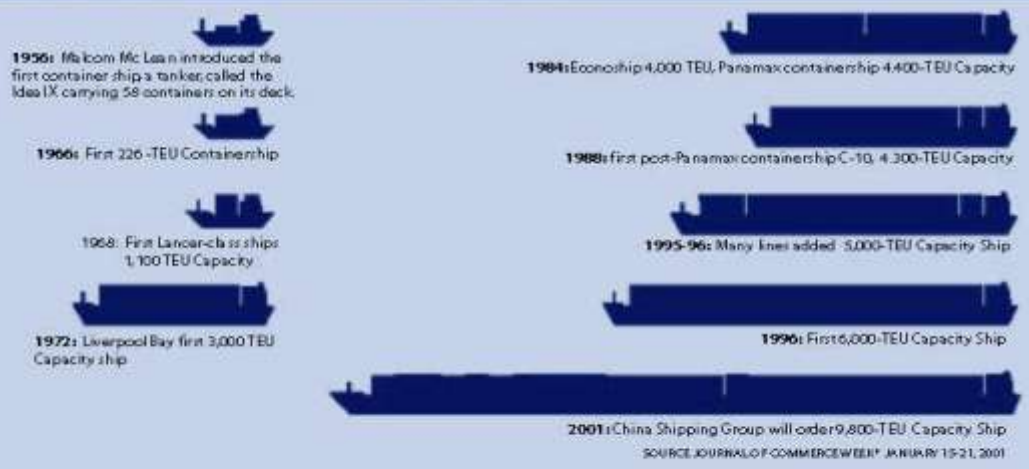 1956: Malcom Mc Lean introduced the
first container ship, a tanker, called the
Ideal X carrying 58 containers on its deck.
1966: First 226 -TEU Containership
1968: First Lancer-class ships
1,100 TEU Capacity
1972: Liverpool Bay first 3,000 TEU
Capacity ship
1984: Econoship 4,000 TEU, Panamax containership 4.400-TEU Capacity
1988: first post-Panamax containership C-10, 4.300-TEU Capacity
1995-96: Many lines added 5,000-TEU Capacity Ship
1996: First 6,000-TEU Capacity Ship
2001: China Shipping Group will order 9,800-TEU Capacity Ship
SOURCE JOURNAL OF COMMERCE WEEK* JANUARY 15-21, 2001